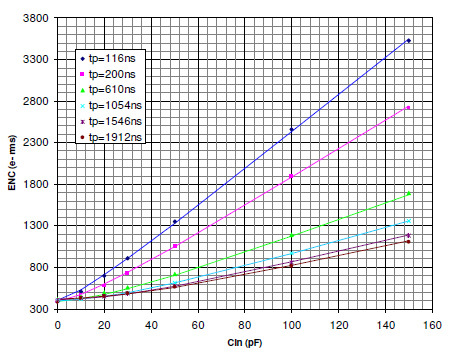 3800
3300
2800
2300
1800
1300
800
300
ENC (e- rms)
tp=116ns
tp=200ns
tp=610ns
tp=1054ns
tp=1546ns
tp=1912ns
0 20 40 60 80 100 120 140 160
Cin (pF)